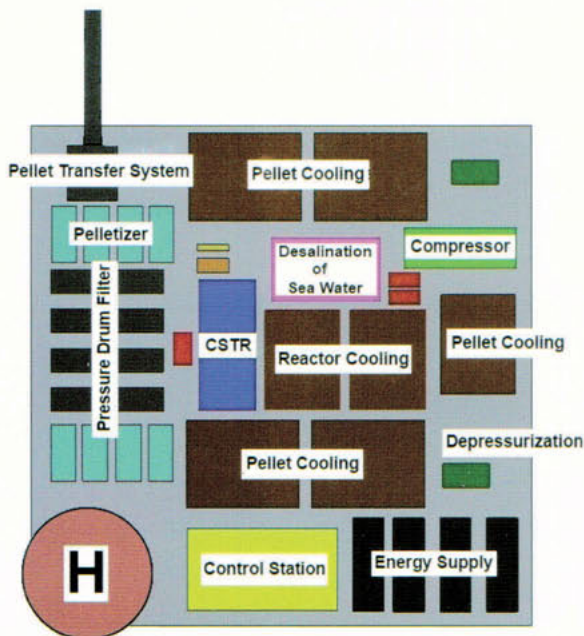 Pellet Transfer System
Pellet Cooling
Pelletizer
Desalination
of
Sea Water
Compressor
Pressure Drum Filter
CSTR
Reactor Cooling
Pellet Cooling
Pellet Cooling
Depressurization
H
Control Station
Energy Supply